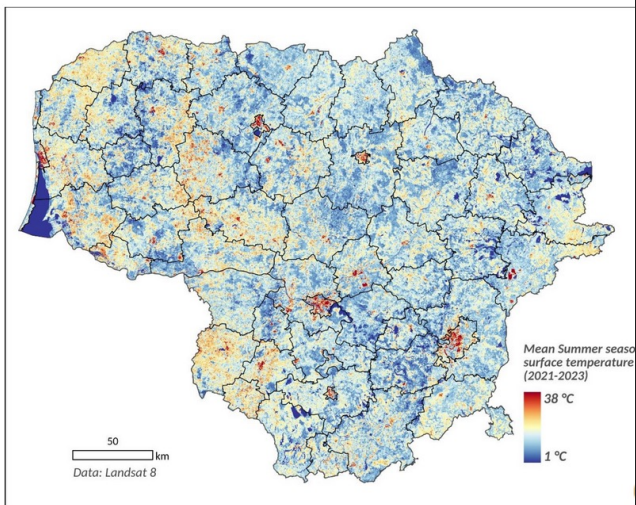 Mean Summer seaso
surface temperature
(2021-2023)
38 °C
1 °C
50
km
Data: Landsat 8